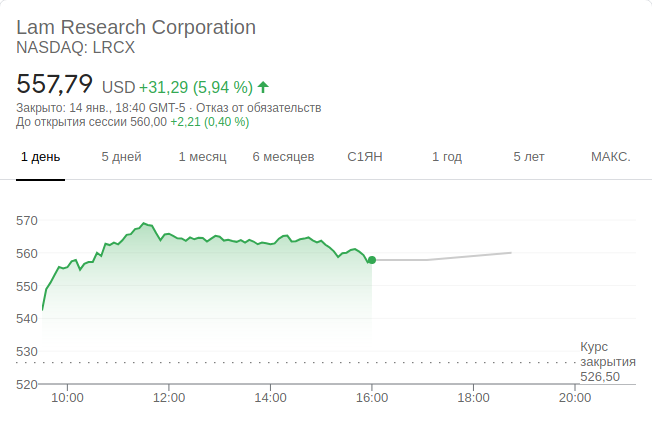 Lam Research Corporation
NASDAQ: LRCX
557,79 USD +31,29 (5,94 %)
Закрыто: 14 янв., 18:40 GMT-5 · Отказ от обязательств
До открытия сессии 560,00 +2,21 (0,40 %)
1 день 5 дней 1 месяц 6 месяцев С1ЯН 1 год 5 лет МАКС.
570
560
550
540
530
Курс
закрытия
526,50
520
10:00 12:00 14:00 16:00 18:00 20:00